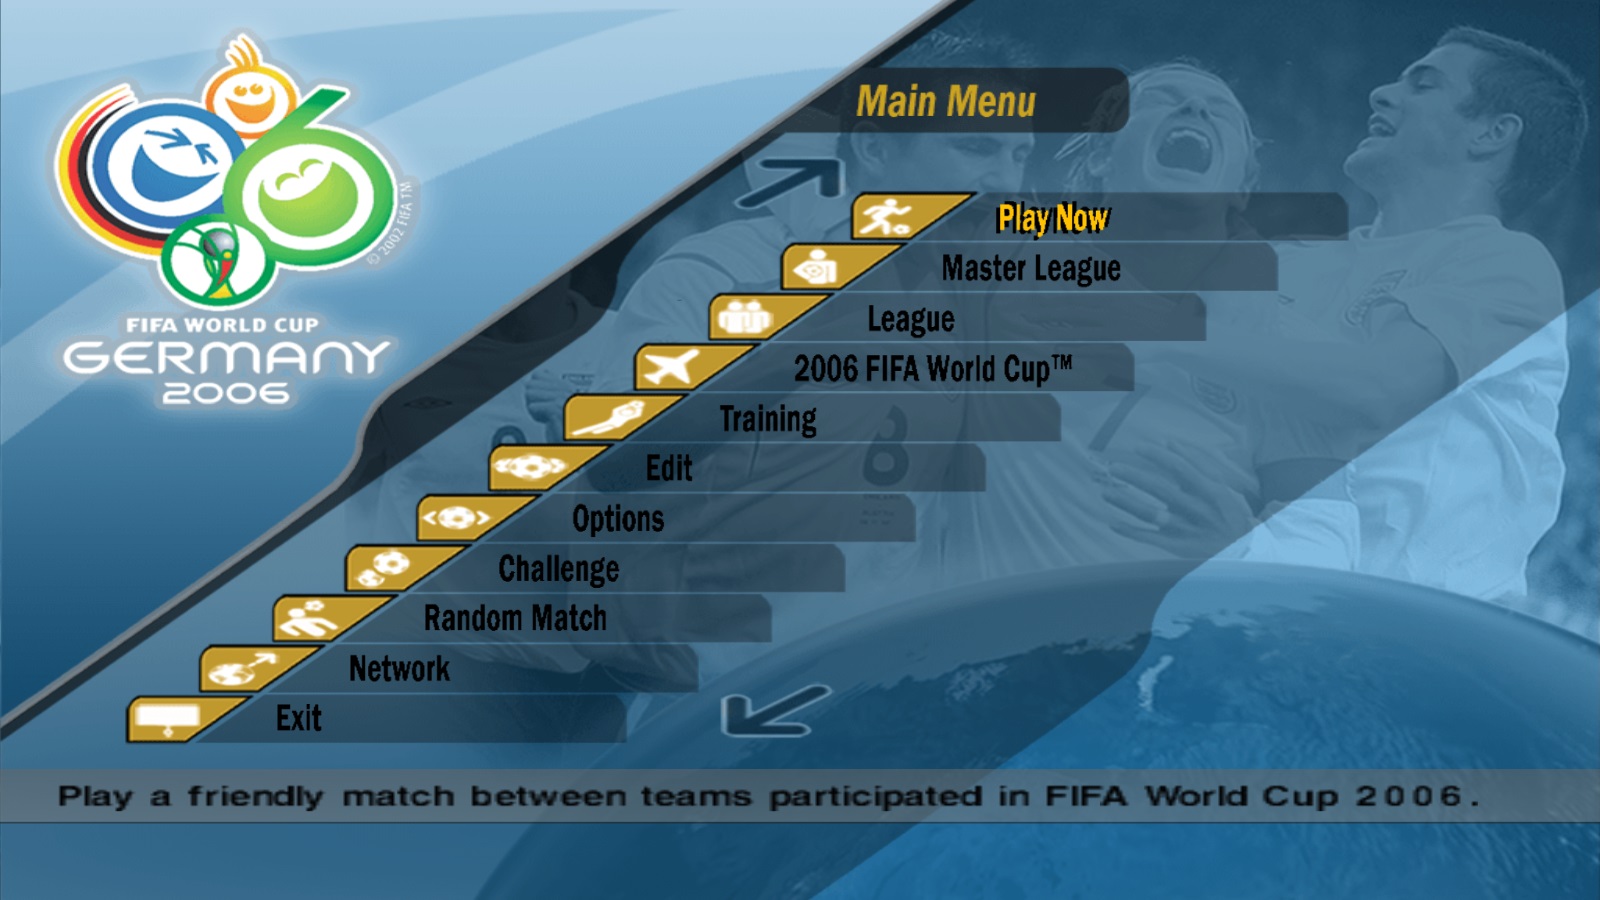 © 2002 FIFA TM
FIFA WORLD CUP
GERMANY
2006
Main Menu
Play Now
Master League
League
2006 FIFA World Cup™
Training
Edit
Options
Challenge
Random Match
Network
Exit
8
Play a friendly match between teams participated in FIFA World Cup 2006.